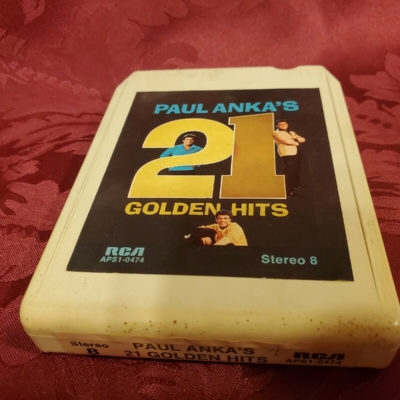 PAUL ANKA'S
21
GOLDEN HITS
RCA
APS1-0474
Stereo 8
Stereo
8
PAUL ANKA'S
21 GOLDEN HITS
RCA
APS1-0474